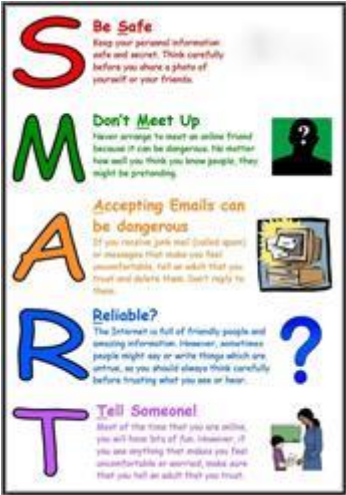 S
Be Safe
Keep your personal information
safe and secret. Think carefully
before you share a photo of
yourself or your friends.
M
Don't Meet Up
Never arrange to meet an online friend
because it can be dangerous. No matter
how well you think you know people, they
might be pretending.
?
A
Accepting Emails can
be dangerous
If you receive junk mail (called spam)
or messages that make you feel
uncomfortable, tell an adult that you
trust and delete them. Don't reply to
them.
R
Reliable?
The Internet is full of friendly people and
amazing information. However, sometimes
people might say or write things which are
untrue, so you should always think carefully
before trusting what you see or hear.
?
T
Tell Someone!
Most of the time that you are online,
you will have lots of fun. However, if
you see anything that makes you feel
uncomfortable or worried, make sure
that you tell an adult that you trust.